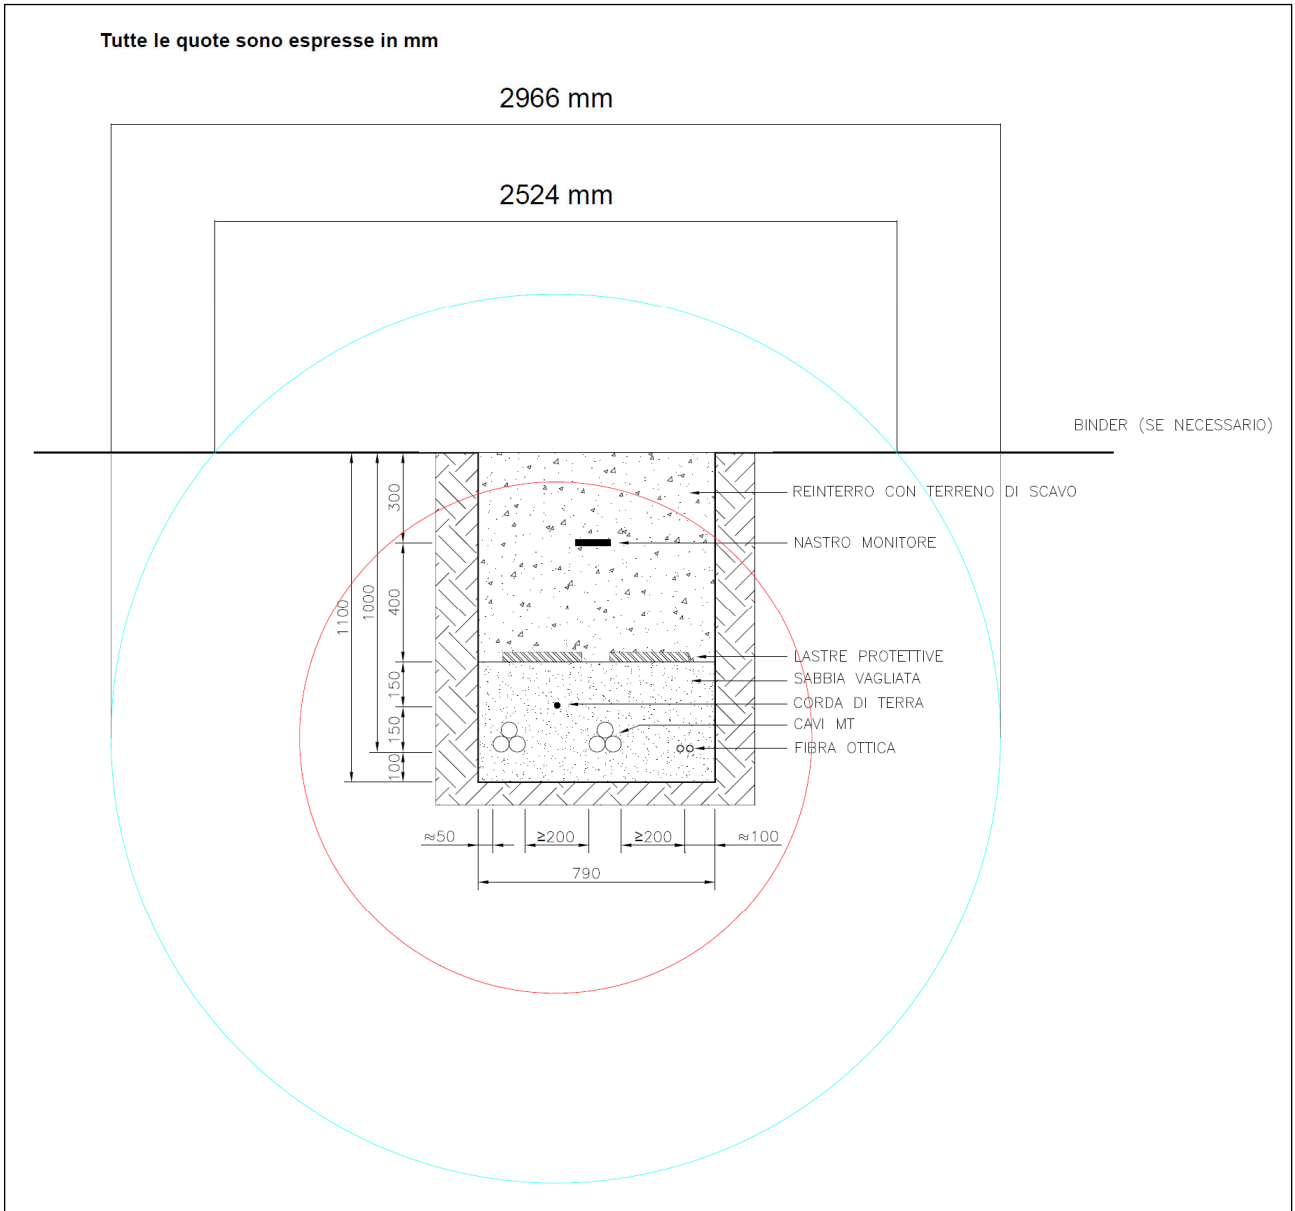 Tutte le quote sono espresse in mm
2966 mm
2524 mm
BINDER (SE NECESSARIO)
300
REINTERRO CON TERRENO DI SCAVO
NASTRO MONITORE
400
1000
1100
LASTRE PROTETTIVE
SABBIA VAGLIATA
150
CORDA DI TERRA
CAVI MT
150
FIBRA OTTICA
100
≈50
≥200
≥200
≈100
790